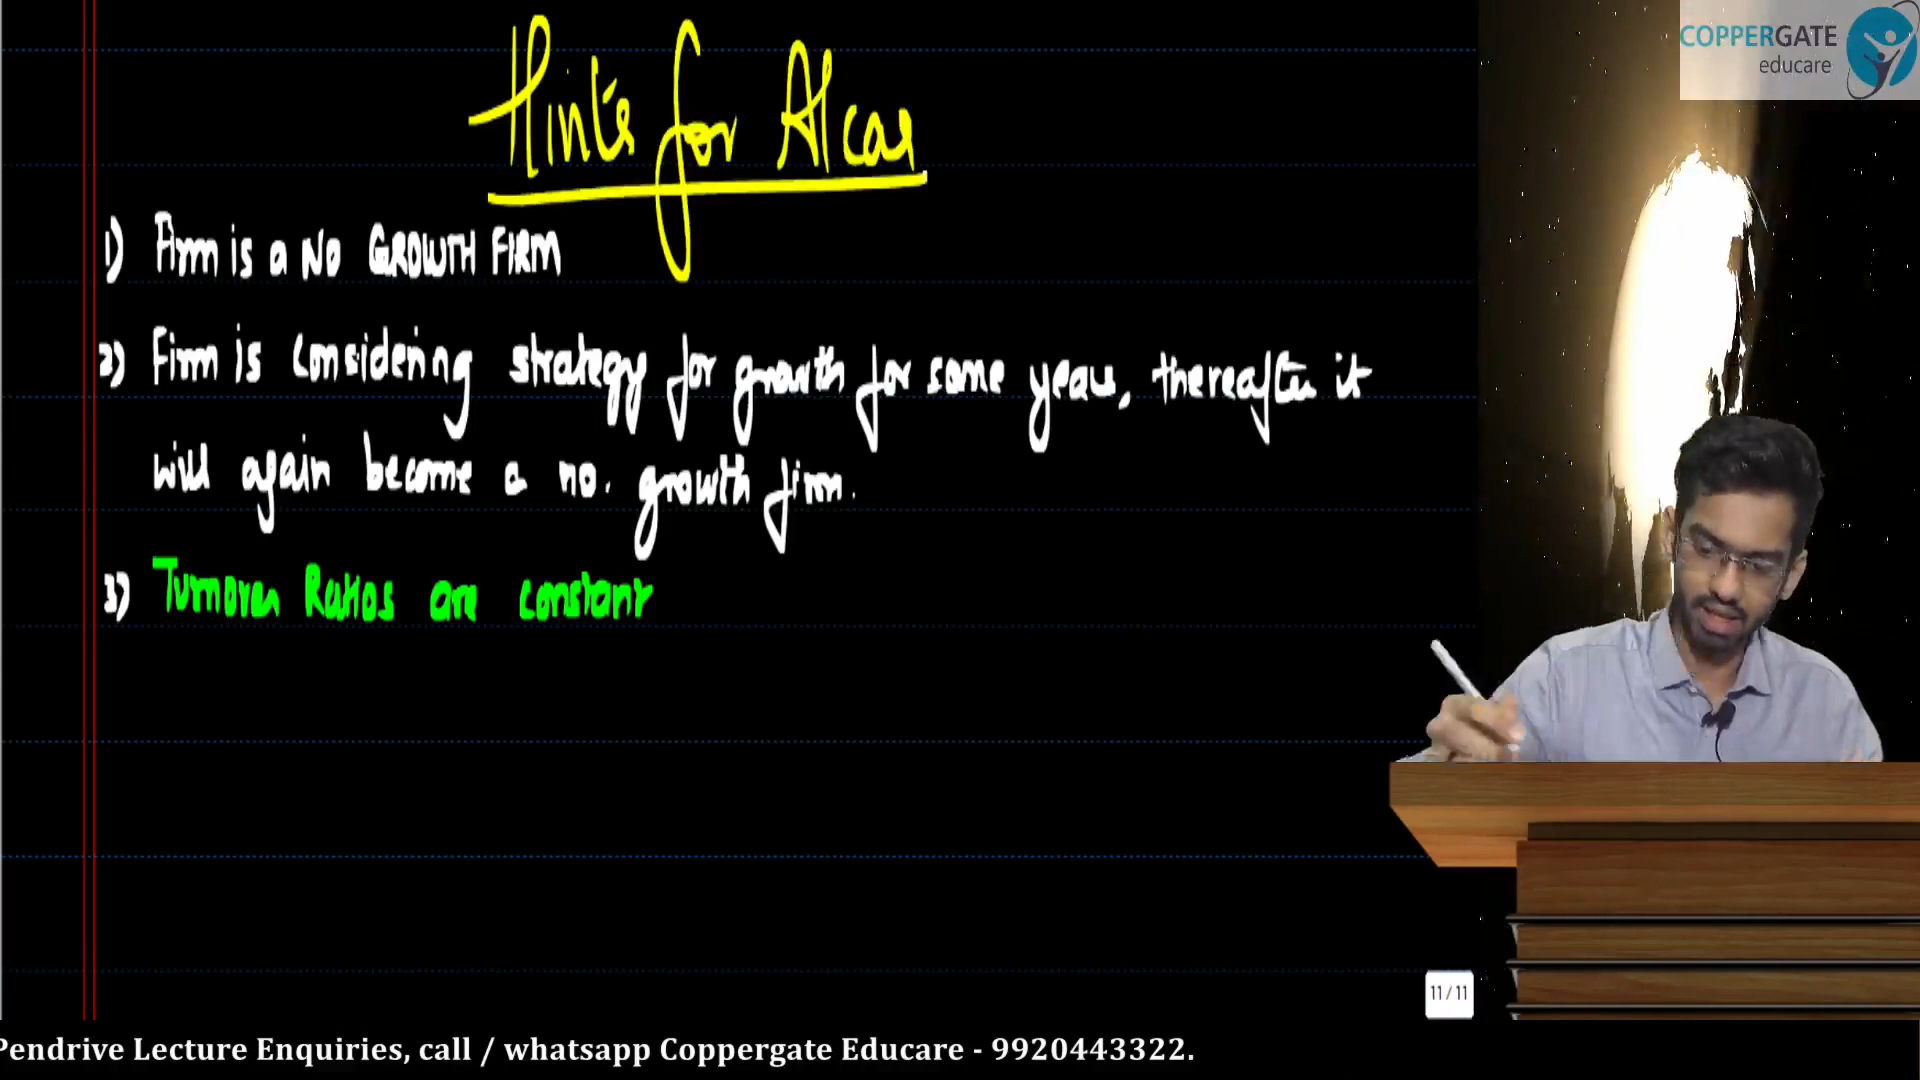 COPPERGATE
educare
Hints for Alcar
1) Firm is a NO GROWTH FIRM
2) Firm is considering strategy for growth for some years, thereafter it
will again become a no. growth firm.
3) Turnover Ratios are constant
11/11
Pendrive Lecture Enquiries, call / whatsapp Coppergate Educare - 9920443322.